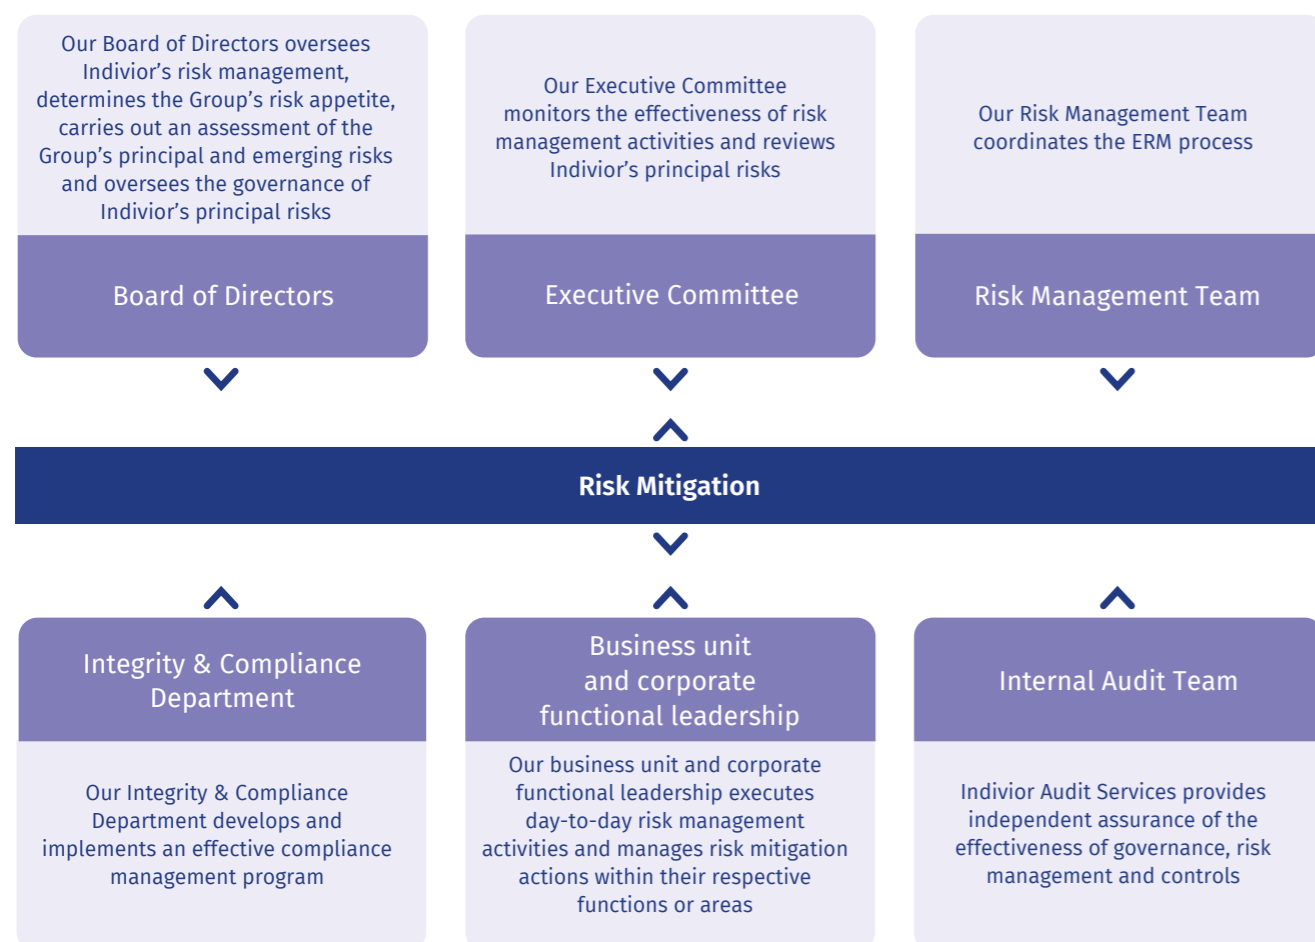 Our Board of Directors oversees
Indivior’s risk management,
determines the Group’s risk appetite,
carries out an assessment of the
Group’s principal and emerging risks
and oversees the governance of
Indivior’s principal risks
Board of Directors
Our Executive Committee
monitors the effectiveness of risk
management activities and reviews
Indivior’s principal risks
Executive Committee
Our Risk Management Team
coordinates the ERM process
Risk Management Team
Risk Mitigation
Integrity & Compliance
Department
Our Integrity & Compliance
Department develops and
implements an effective compliance
management program
Business unit
and corporate
functional leadership
Our business unit and corporate
functional leadership executes
day-to-day risk management
activities and manages risk mitigation
actions within their respective
functions or areas
Internal Audit Team
Indivior Audit Services provides
independent assurance of the
effectiveness of governance, risk
management and controls